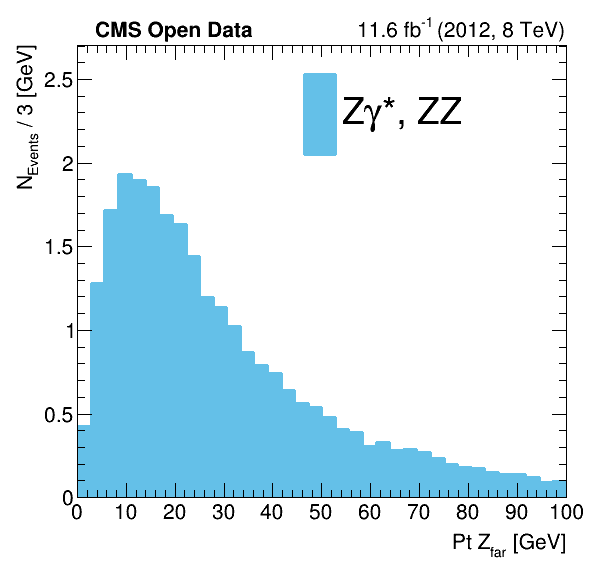 CMS Open Data 11.6 fb⁻¹ (2012, 8 TeV)
N_Events / 3 [GeV]
Zγ*, ZZ
2.5
2
1.5
1
0.5
0
0 10 20 30 40 50 60 70 80 90 100
Pt Z_far [GeV]